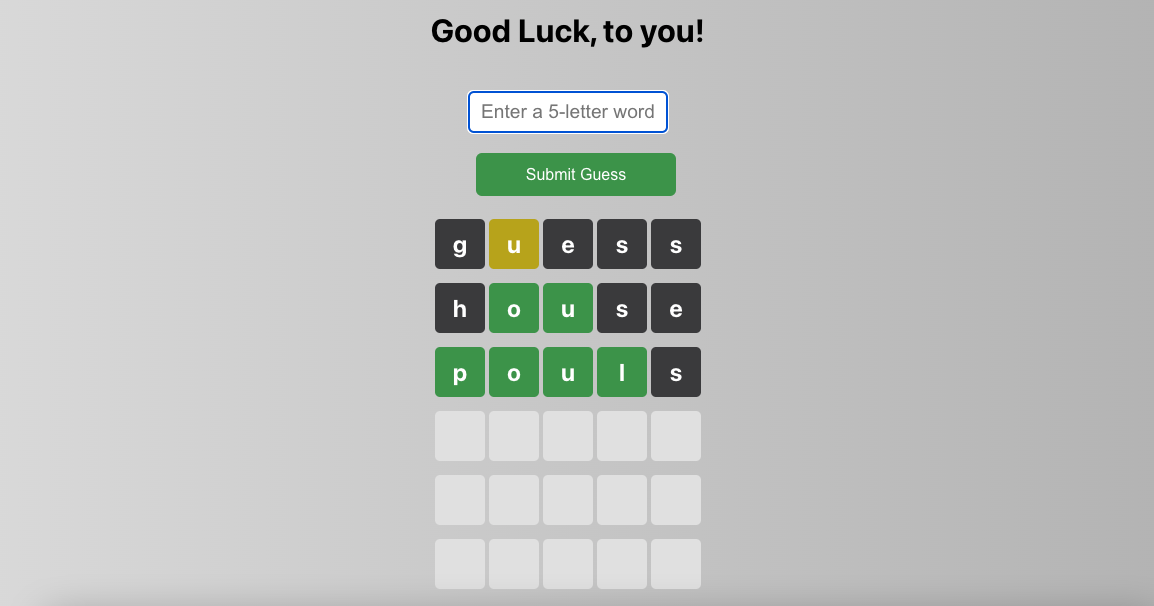 Good Luck, to you!
Enter a 5-letter word
Submit Guess
g u e s s
h o u s e
p o u l s